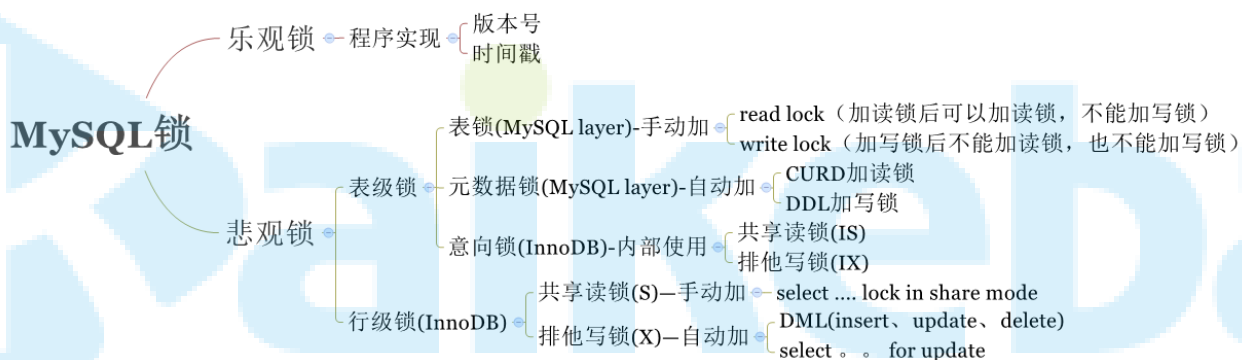 MySQL锁
乐观锁
程序实现
版本号
时间戳
悲观锁
表级锁
表锁(MySQL layer)-手动加
read lock（加读锁后可以加读锁，不能加写锁）
write lock（加写锁后不能加读锁，也不能加写锁）
元数据锁(MySQL layer)-自动加
CURD加读锁
DDL加写锁
意向锁(InnoDB)-内部使用
共享读锁(IS)
排他写锁(IX)
行级锁(InnoDB)
共享读锁(S)—手动加
select .... lock in share mode
排他写锁(X)—自动加
DML(insert、update、delete)
select 。。 for update